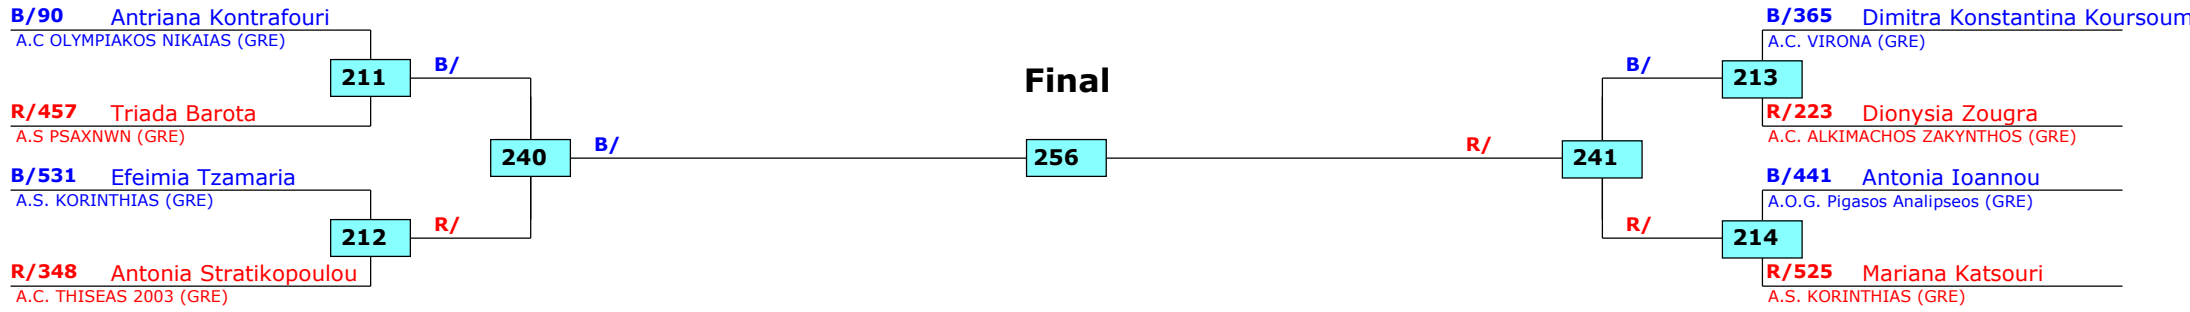 B/90 Antriana Kontrafouri
A.C OLYMPIAKOS NIKAIAS (GRE)
211
B/
R/457 Triada Barota
A.S PSAXNWN (GRE)
240
B/
B/531 Efeimia Tzamaria
A.S. KORINTHIAS (GRE)
212
R/
R/348 Antonia Stratikopoulou
A.C. THISEAS 2003 (GRE)
Final
256
B/365 Dimitra Konstantina Koursoum
A.C. VIRONA (GRE)
B/
213
R/223 Dionysia Zougra
A.C. ALKIMACHOS ZAKYNTHOS (GRE)
R/
241
B/441 Antonia Ioannou
A.O.G. Pigasos Analipseos (GRE)
R/
214
R/525 Mariana Katsouri
A.S. KORINTHIAS (GRE)